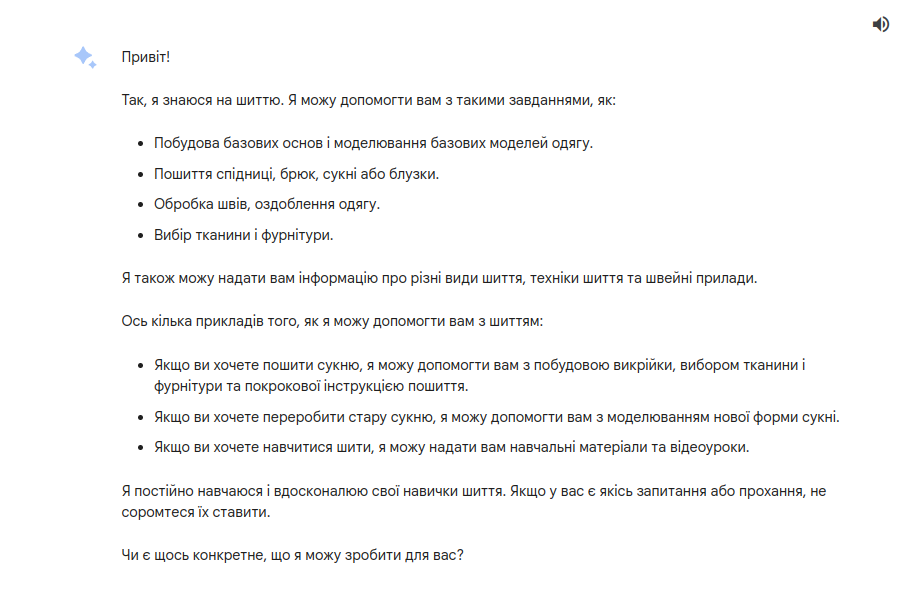 Привіт!
Так, я знаюся на шиттю. Я можу допомогти вам з такими завданнями, як:
• Побудова базових основ і моделювання базових моделей одягу.
• Пошиття спідниці, брюк, сукні або блузки.
• Обробка швів, оздоблення одягу.
• Вибір тканини і фурнітури.
Я також можу надати вам інформацію про різні види шиття, техніки шиття та швейні прилади.
Ось кілька прикладів того, як я можу допомогти вам з шиттям:
• Якщо ви хочете пошити сукню, я можу допомогти вам з побудовою викрійки, вибором тканини і
фурнітури та покрокової інструкцією пошиття.
• Якщо ви хочете переробити стару сукню, я можу допомогти вам з моделюванням нової форми сукні.
• Якщо ви хочете навчитися шити, я можу надати вам навчальні матеріали та відеоуроки.
Я постійно навчаюся і вдосконалюю свої навички шиття. Якщо у вас є якісь запитання або прохання, не
соромтеся їх ставити.
Чи є щось конкретне, що я можу зробити для вас?